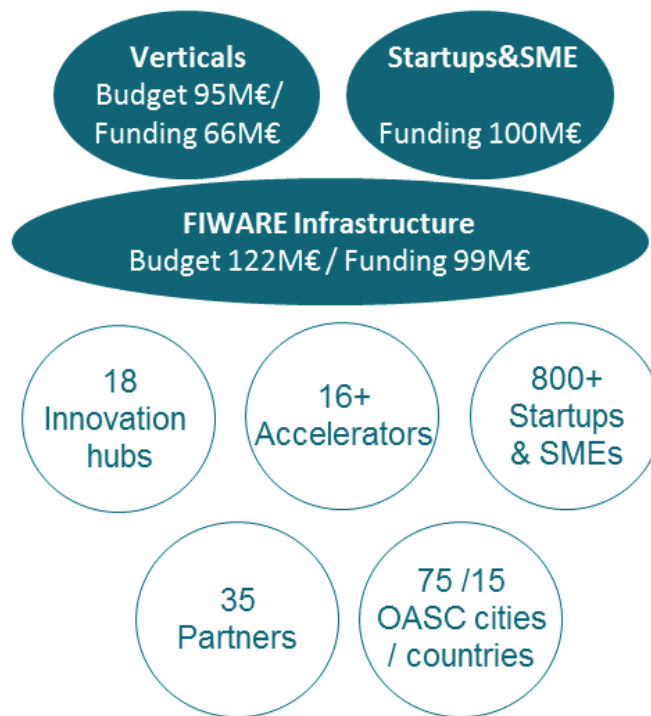 Verticals
Budget 95M€/
Funding 66M€
Startups&SME
Funding 100M€
FIWARE Infrastructure
Budget 122M€ / Funding 99M€
18
Innovation
hubs
16+
Accelerators
800+
Startups
& SMEs
35
Partners
75 /15
OASC cities
/ countries